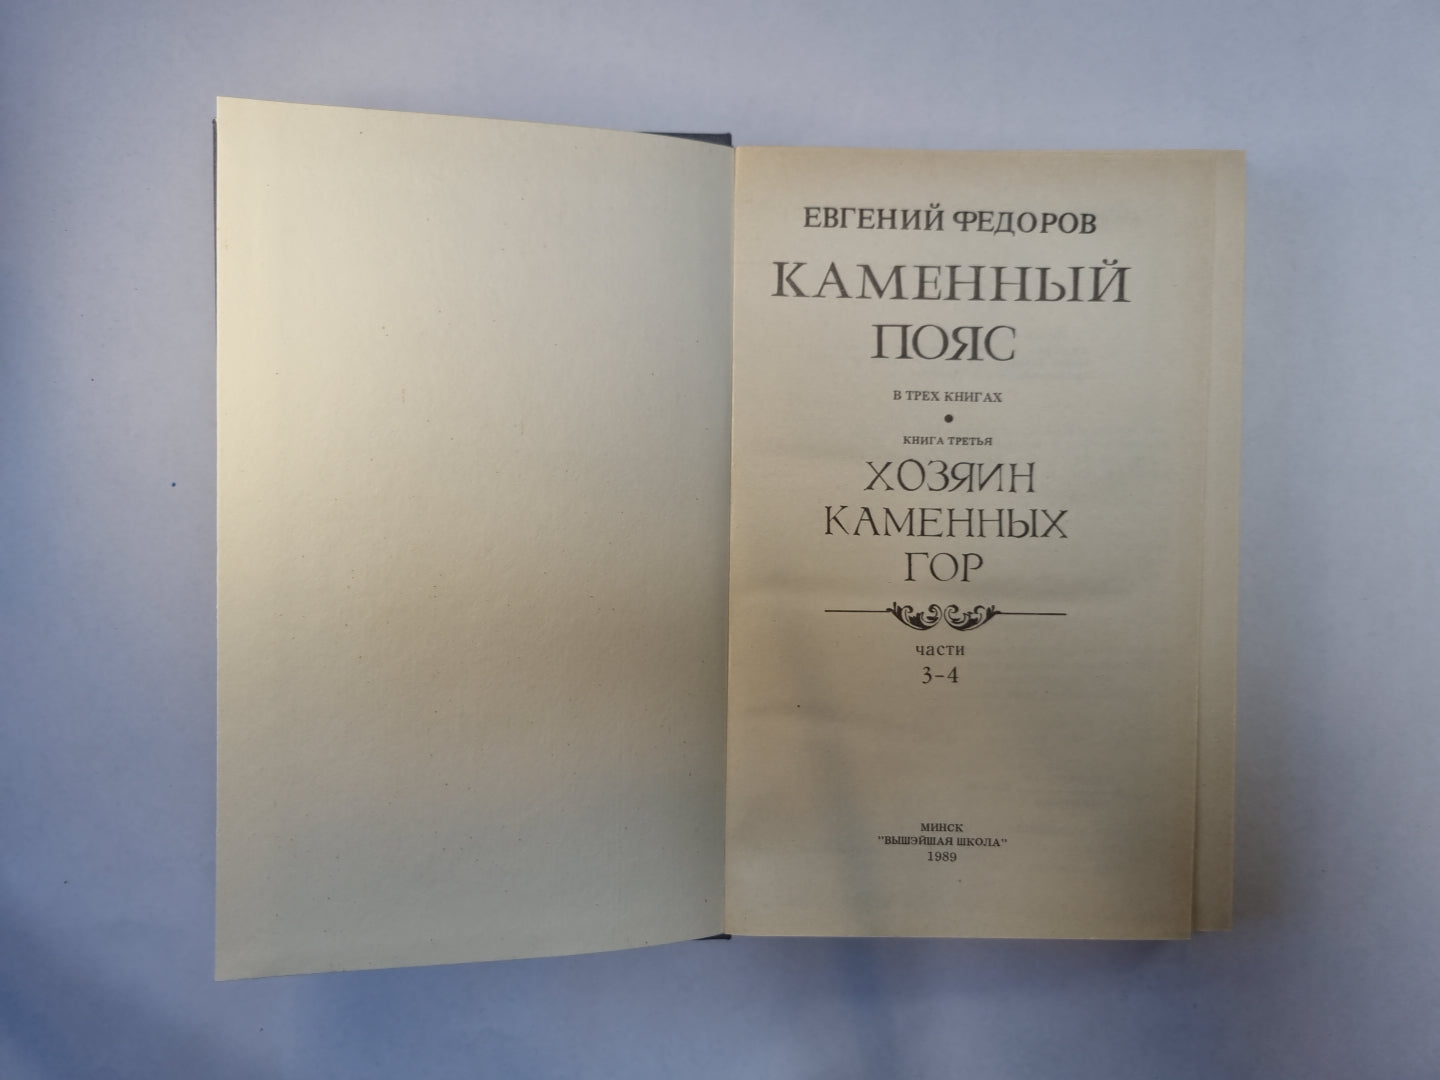 ЕВГЕНИЙ ФЕДОРОВ
КАМЕННЫЙ
ПОЯС
В ТРЕХ КНИГАХ
КНИГА ТРЕТЬЯ
ХОЗЯИН
КАМЕННЫХ
ГОР
части
3–4
МИНСК
"ВЫШЭЙШАЯ ШКОЛА"
1989